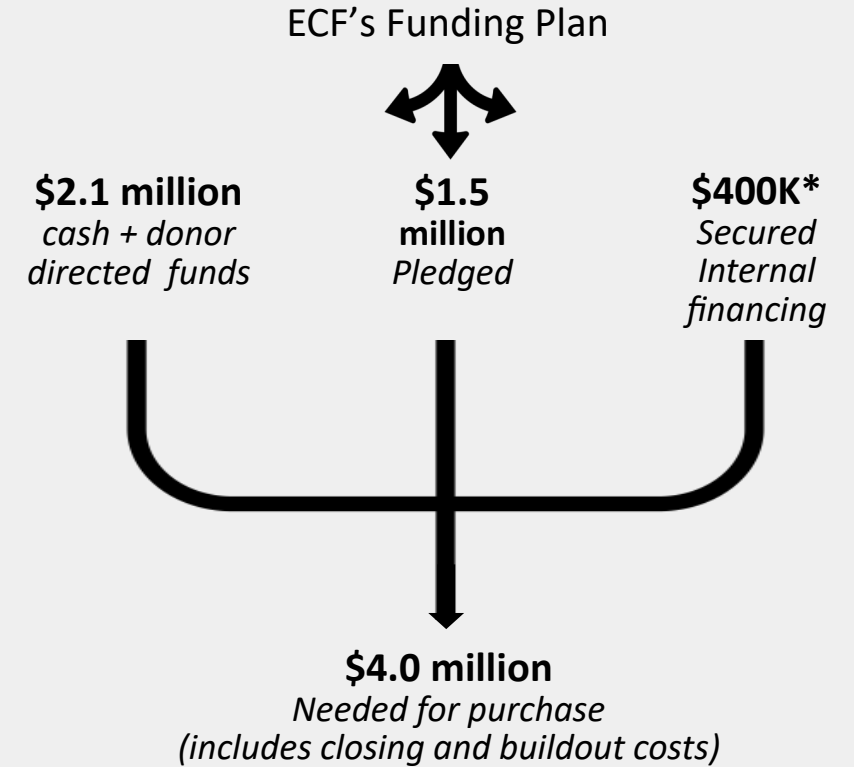 ECF’s Funding Plan
$2.1 million
cash + donor
directed funds
$1.5
million
Pledged
$400K*
Secured
Internal
financing
$4.0 million
Needed for purchase
(includes closing and buildout costs)